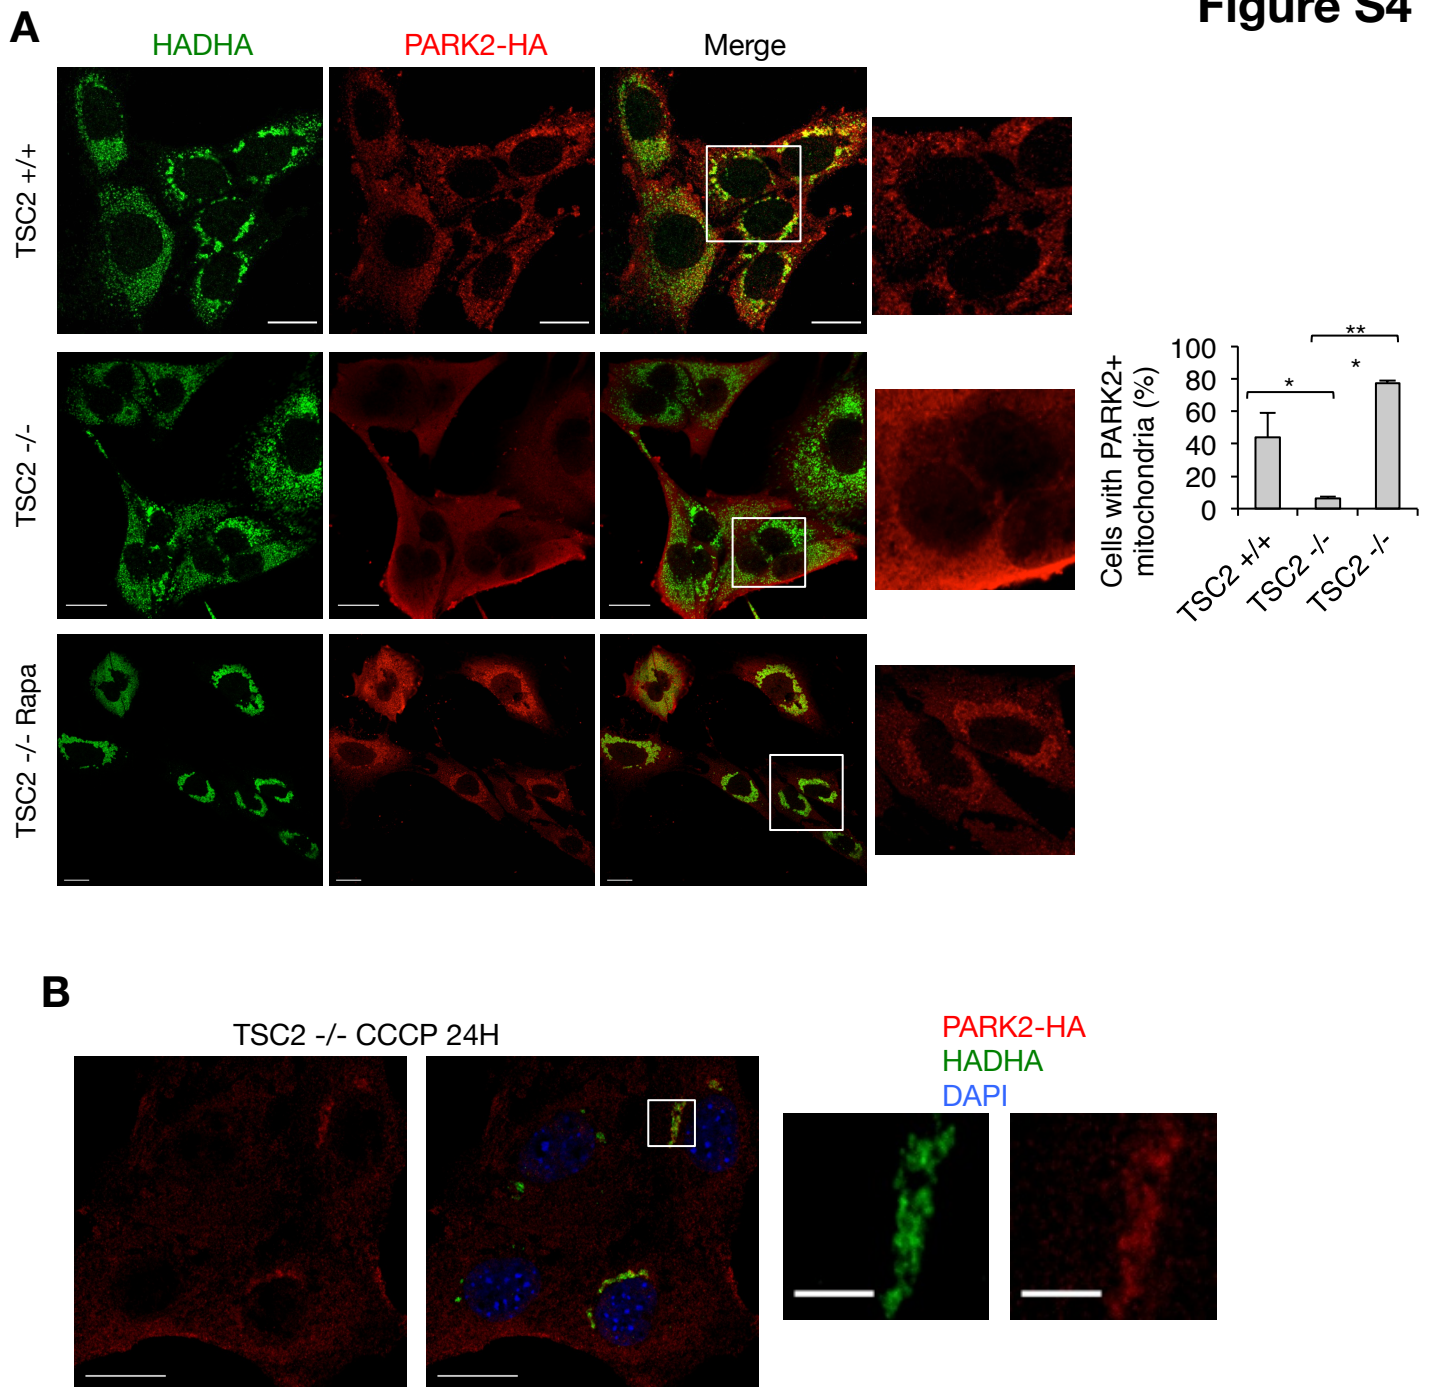 Figure S4
A
HADHA
PARK2-HA
Merge
TSC2 +/+
TSC2 -/-
TSC2 -/- Rapa
Cells with PARK2+
mitochondria (%)
100
80
60
40
20
0
*
**
*
TSC2 +/+
TSC2 -/-
TSC2 -/-
B
TSC2 -/- CCCP 24H
PARK2-HA
HADHA
DAPI